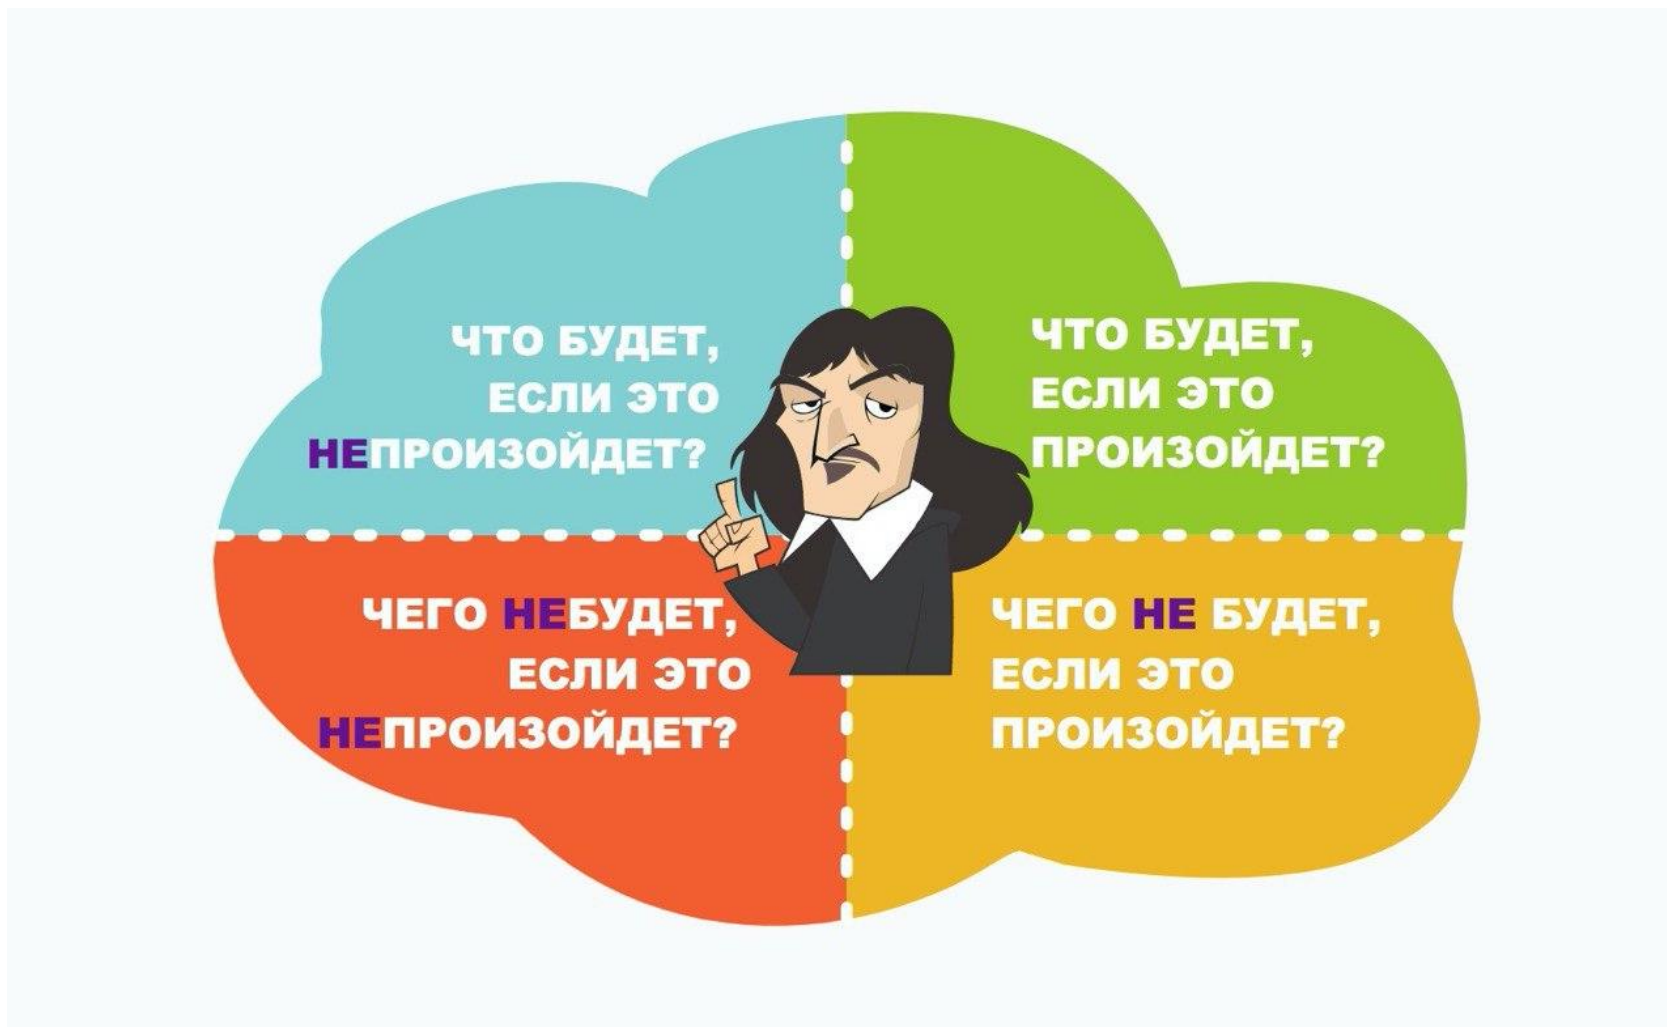 ЧТО БУДЕТ,
ЕСЛИ ЭТО
НЕПРОИЗОЙДЕТ?
ЧТО БУДЕТ,
ЕСЛИ ЭТО
ПРОИЗОЙДЕТ?
ЧЕГО НЕБУДЕТ,
ЕСЛИ ЭТО
НЕПРОИЗОЙДЕТ?
ЧЕГО НЕ БУДЕТ,
ЕСЛИ ЭТО
ПРОИЗОЙДЕТ?